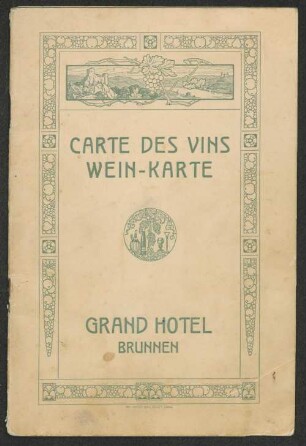 CARTE DES VINS
WEIN-KARTE
GRAND HOTEL
BRUNNEN